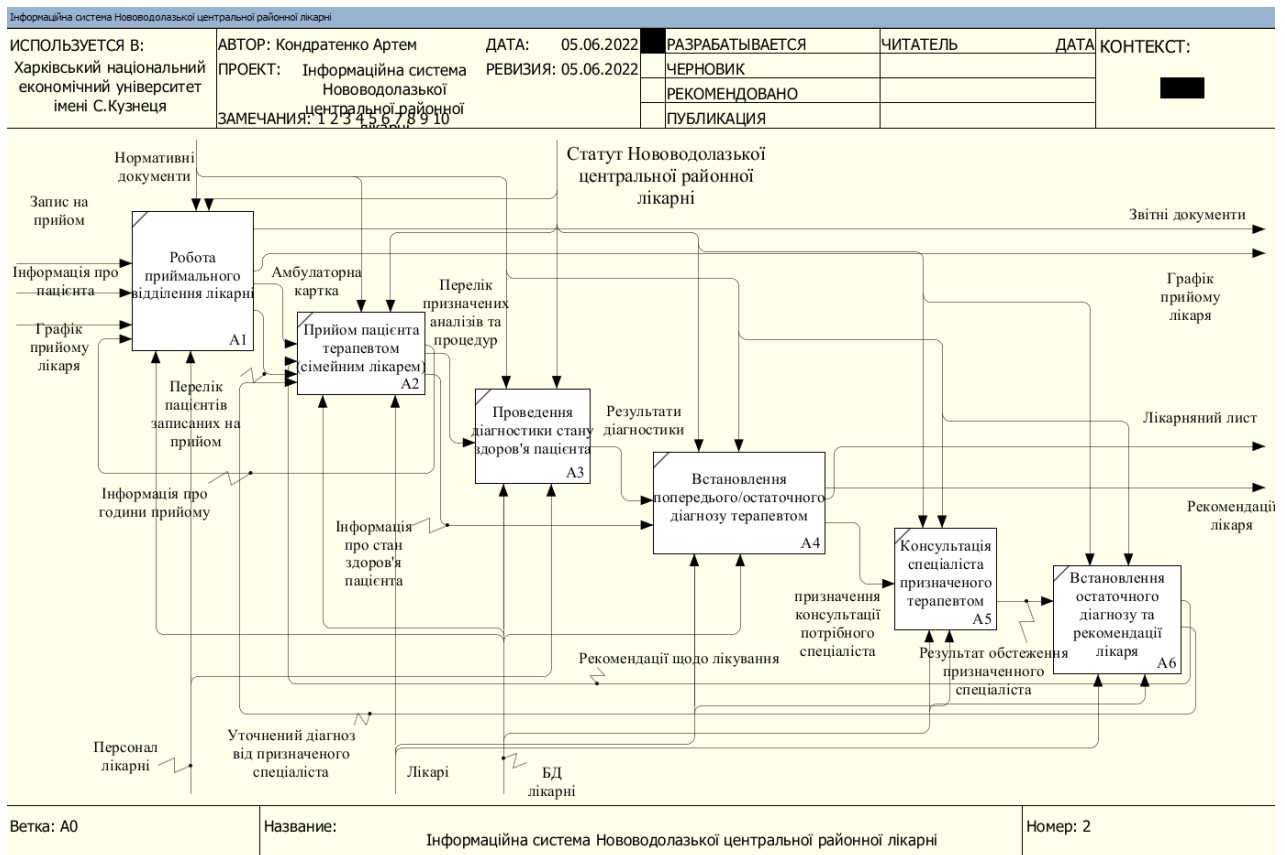 Інформаційна система Нововодолазької центральної районної лікарні
ИСПОЛЬЗУЕТСЯ В:
Харківський національний
економічний університет
імені С.Кузнеця
АВТОР: Кондратенко Артем
ДАТА: 05.06.2022
ПРОЕКТ: Інформаційна система
Нововодолазької
центральної районної
лікарні
РЕВИЗИЯ: 05.06.2022
ЗАМЕЧАНИЯ: 1 2 3 4 5 6 7 8 9 10
РАЗРАБАТЫВАЕТСЯ
ЧЕРНОВИК
РЕКОМЕНДОВАНО
ПУБЛИКАЦИЯ
ЧИТАТЕЛЬ
ДАТА
КОНТЕКСТ:
Нормативні
документи
Статут Нововодолазької
центральної районної
лікарні
Запис на
прийом
Звітні документи
Робота
приймального
відділення лікарні
A1
Інформація про
пацієнта
Амбулаторна
картка
Перелік
призначених
аналізів та
процедур
Графік
прийому
лікаря
Графік
прийому
лікаря
Прийом пацієнта
терапевтом
(сімейним лікарем)
A2
Перелік
пацієнтів
записаних на
прийом
Проведення
діагностики стану
здоров'я пацієнта
A3
Результати
діагностики
Лікарняний лист
Інформація про
години прийому
Встановлення
попередього/остаточного
діагнозу терапевтом
A4
Рекомендації
лікаря
Інформація
про стан
здоров'я
пацієнта
Консультація
спеціаліста
призначеного
терапевтом
A5
Встановлення
остаточного
діагнозу та
рекомендації
лікаря
A6
призначення
консультації
потрібного
спеціаліста
Рекомендації щодо лікування
Результат обстеження
призначенного
спеціаліста
Уточнений діагноз
від призначеного
спеціаліста
Персонал
лікарні
Лікарі
БД
лікарні
Ветка: A0
Название:
Інформаційна система Нововодолазької центральної районної лікарні
Номер: 2